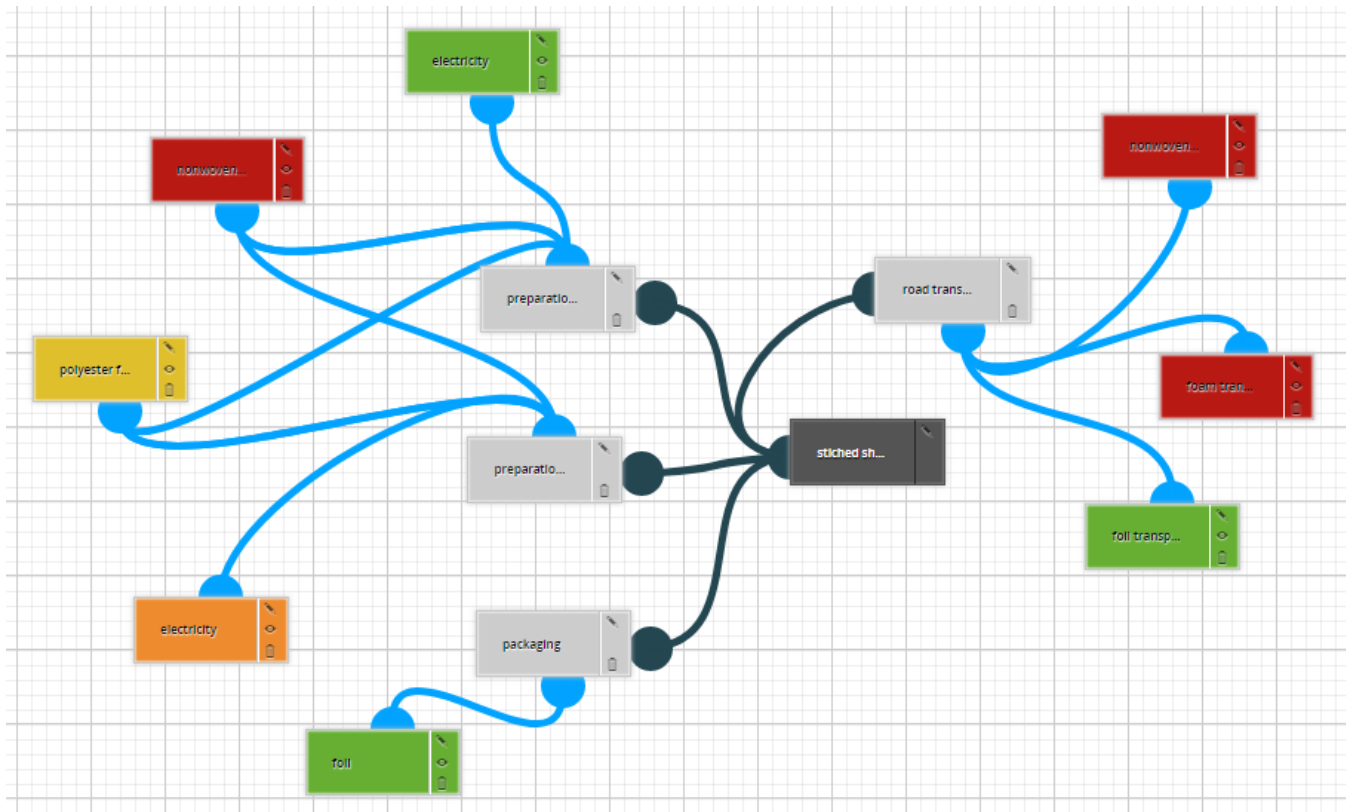 electricity
nonwoven...
nonwoven...
road trans...
preparatio...
polyester f...
foam tran...
stiched sh...
preparatio...
foil transp...
electricity
packaging
foil